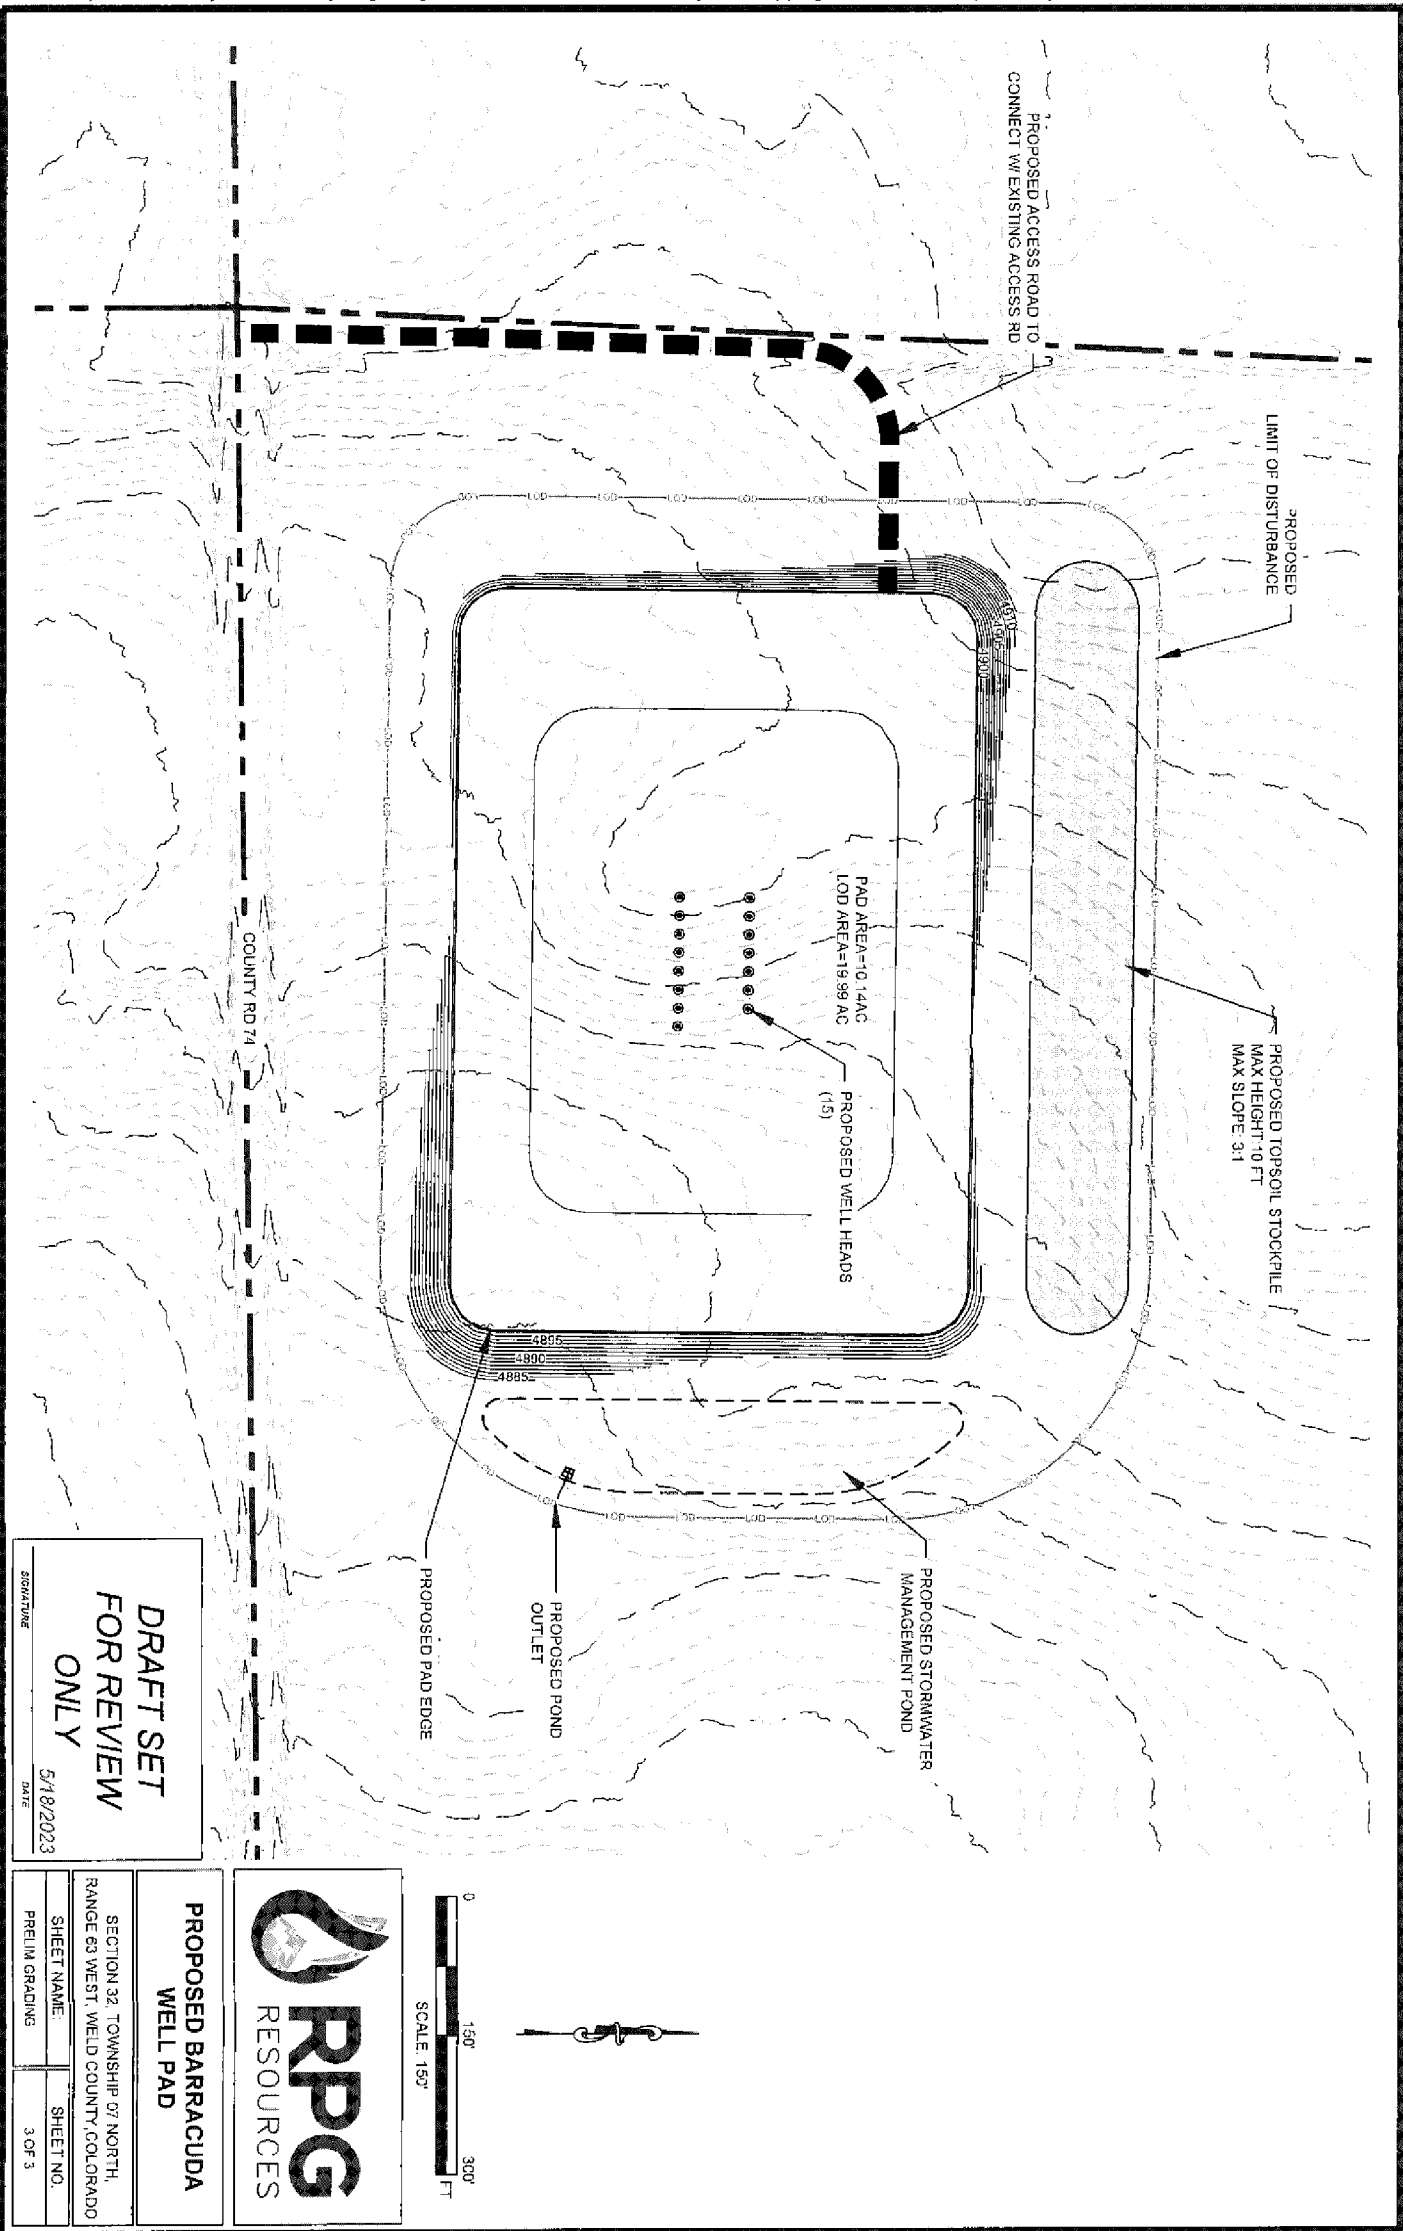 PROPOSED ACCESS ROAD TO
CONNECT W/ EXISTING ACCESS RD
PROPOSED
LIMIT OF DISTURBANCE
PROPOSED TOPSOIL STOCKPILE
MAX HEIGHT 10 FT
MAX SLOPE: 3:1
4910
4905
4900
PAD AREA=10.14AC
LOD AREA=19.99 AC
PROPOSED WELL HEADS
(15)
4895
4890
4885
PROPOSED STORMWATER
MANAGEMENT POND
PROPOSED POND
OUTLET
PROPOSED PAD EDGE
COUNTY RD 74
LOD
0 150' 300'
FT
SCALE: 150'
RPG
RESOURCES
PROPOSED BARRACUDA
WELL PAD
SECTION 32, TOWNSHIP 07 NORTH,
RANGE 63 WEST, WELD COUNTY, COLORADO
SHEET NAME:
PRELIM GRADING
SHEET NO.
3 OF 3
DRAFT SET
FOR REVIEW
ONLY
5/18/2023
SIGNATURE
DATE